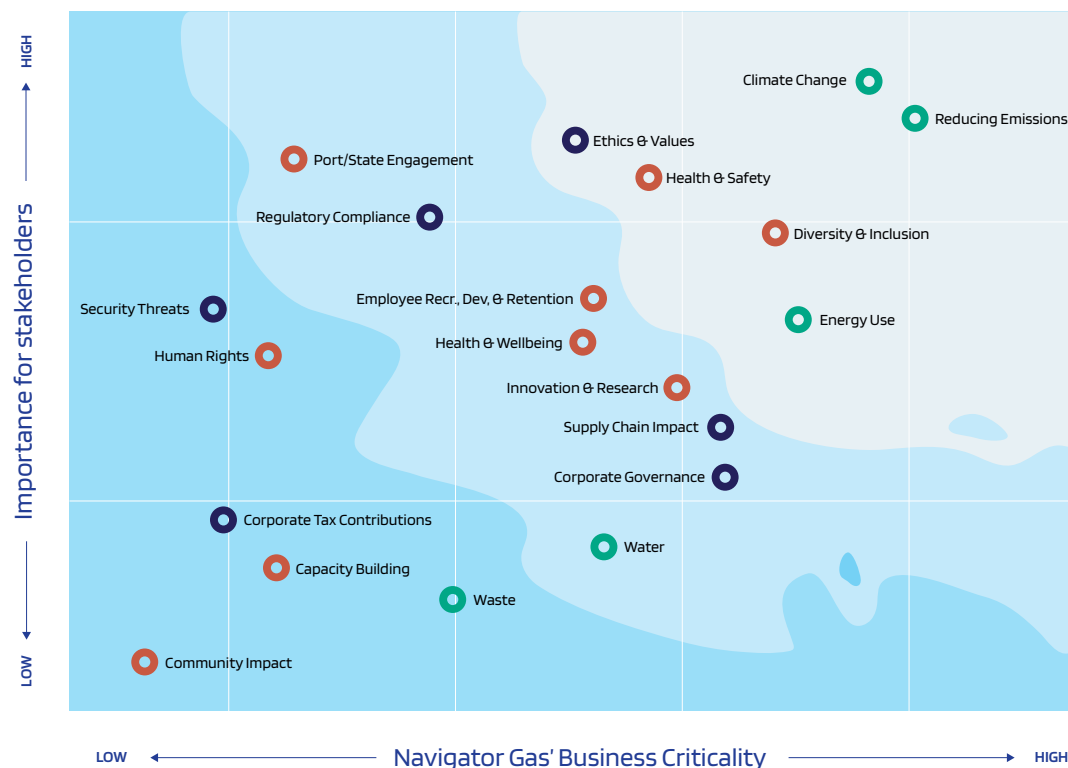 HIGH
Importance for stakeholders
LOW
Climate Change
Reducing Emissions
Ethics & Values
Port/State Engagement
Health & Safety
Regulatory Compliance
Diversity & Inclusion
Employee Recr., Dev, & Retention
Security Threats
Energy Use
Health & Wellbeing
Human Rights
Innovation & Research
Supply Chain Impact
Corporate Governance
Corporate Tax Contributions
Water
Capacity Building
Waste
Community Impact
LOW
Navigator Gas' Business Criticality
HIGH